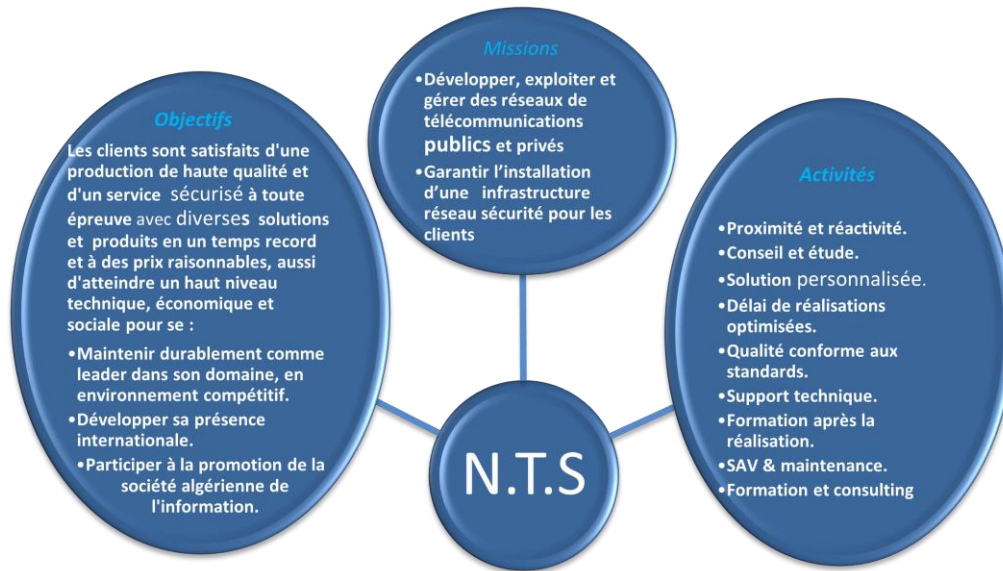 Objectifs
Les clients sont satisfaits d'une
production de haute qualité et
d'un service sécurisé à toute
épreuve avec diverses solutions
et produits en un temps record
et à des prix raisonnables, aussi
d'atteindre un haut niveau
technique, économique et
sociale pour se :
•Maintenir durablement comme
leader dans son domaine, en
environnement compétitif.
•Développer sa présence
internationale.
•Participer à la promotion de la
société algérienne de
l'information.
Missions
•Développer, exploiter et
gérer des réseaux de
télécommunications
publics et privés
•Garantir l’installation
d’une infrastructure
réseau sécurité pour les
clients
Activités
•Proximité et réactivité.
•Conseil et étude.
•Solution personnalisée.
•Délai de réalisations
optimisées.
•Qualité conforme aux
standards.
•Support technique.
•Formation après la
réalisation.
•SAV & maintenance.
•Formation et consulting
N.T.S